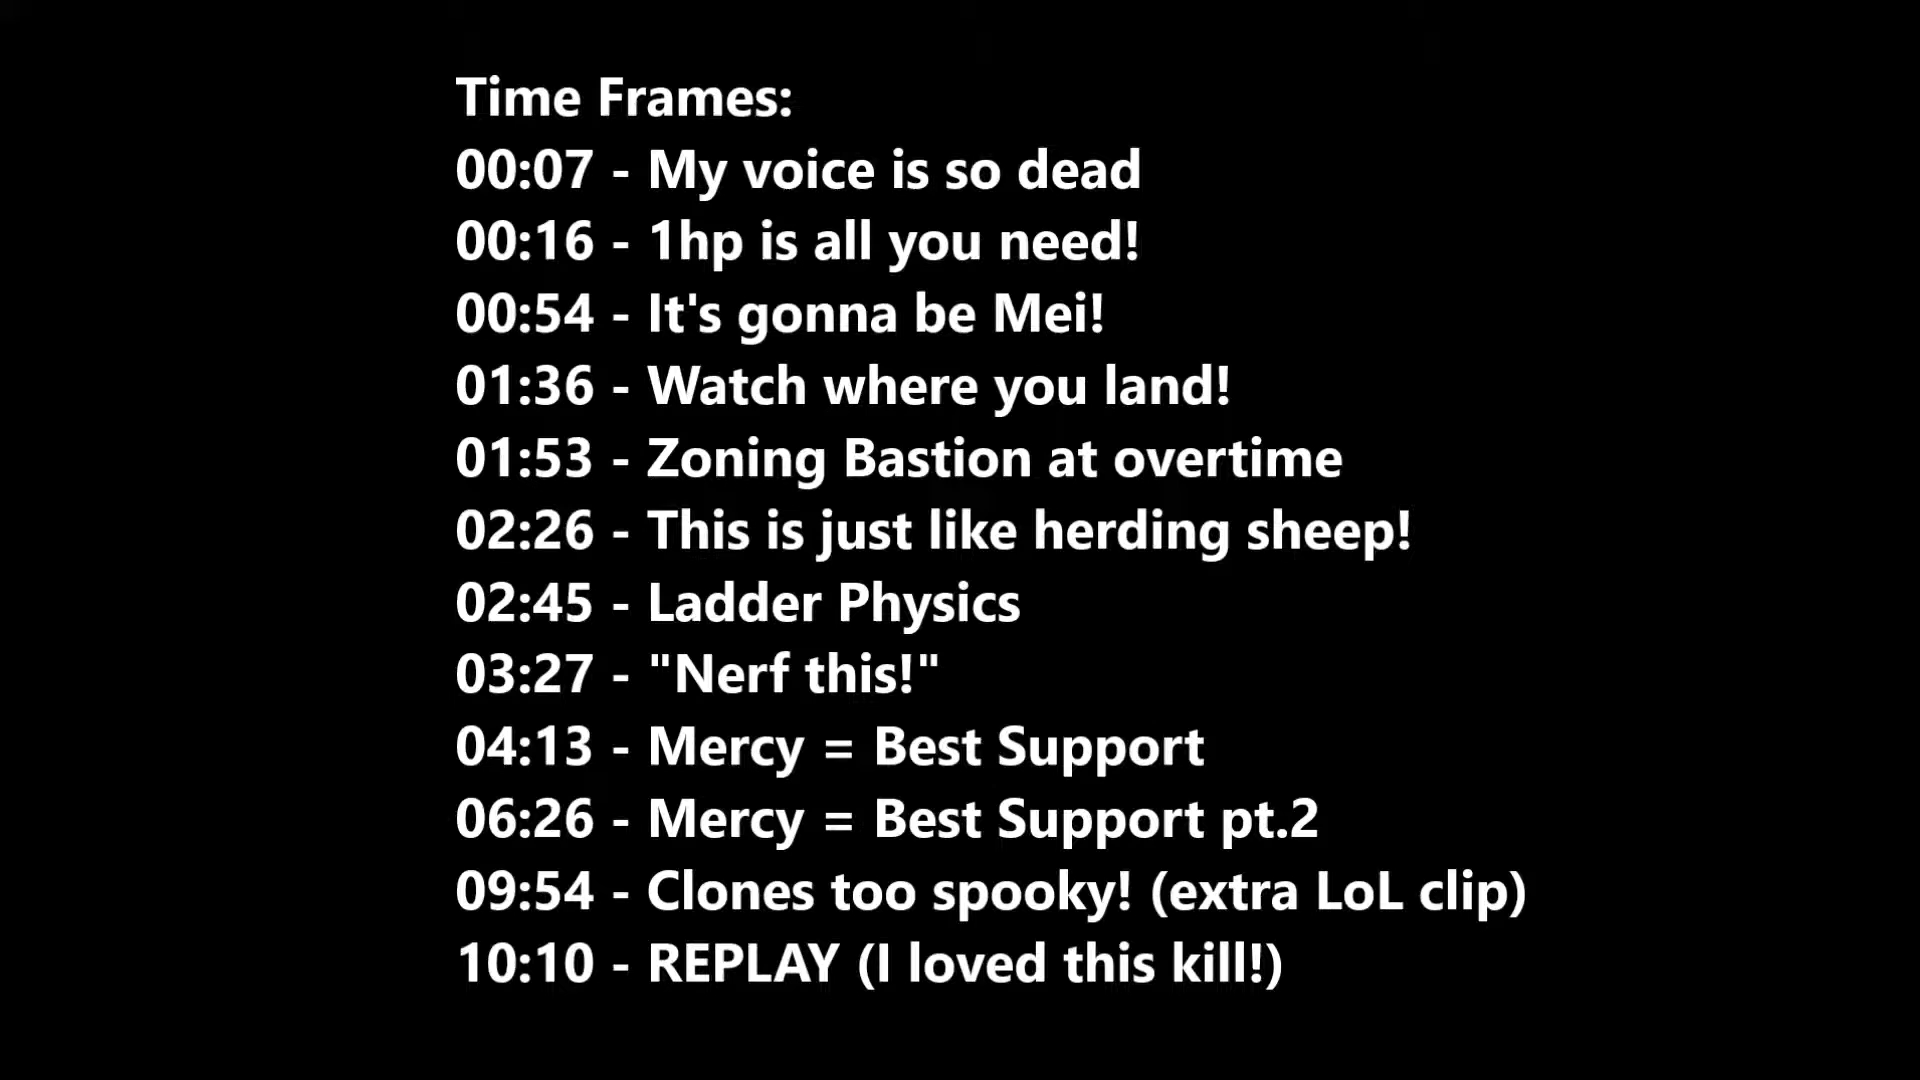 Time Frames:
00:07 - My voice is so dead
00:16 - 1hp is all you need!
00:54 - It's gonna be Mei!
01:36 - Watch where you land!
01:53 - Zoning Bastion at overtime
02:26 - This is just like herding sheep!
02:45 - Ladder Physics
03:27 - "Nerf this!"
04:13 - Mercy = Best Support
06:26 - Mercy = Best Support pt.2
09:54 - Clones too spooky! (extra LoL clip)
10:10 - REPLAY (I loved this kill!)